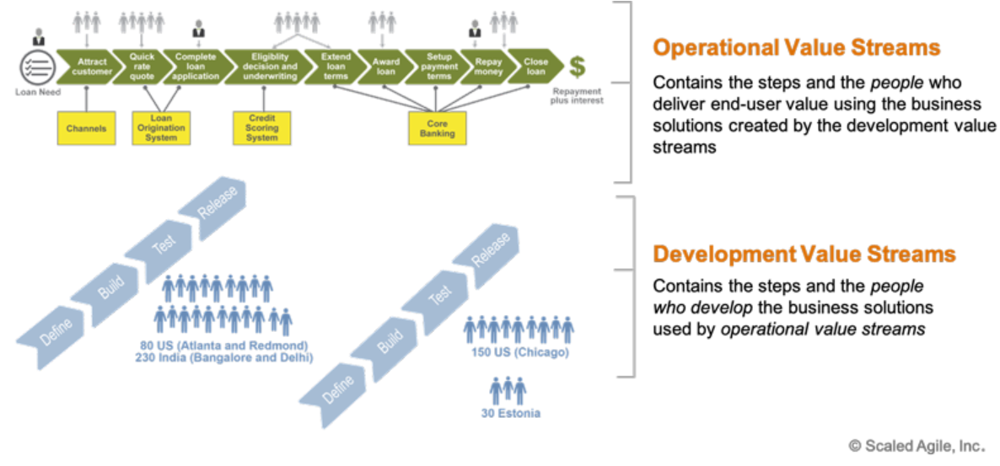 Loan Need
Attract
customer
Quick
rate
quote
Complete
loan
application
Eligiblity
decision and
underwriting
Extend
loan
terms
Award
loan
Setup
payment
terms
Repay
money
Close
loan
$
Repayment
plus interest
Channels
Loan
Origination
System
Credit
Scoring
System
Core
Banking
Operational Value Streams
Contains the steps and the people who
deliver end-user value using the business
solutions created by the development value
streams
Define
Build
Test
Release
80 US (Atlanta and Redmond)
230 India (Bangalore and Delhi)
Define
Build
Test
Release
150 US (Chicago)
30 Estonia
Development Value Streams
Contains the steps and the people
who develop the business solutions
used by operational value streams
© Scaled Agile, Inc.